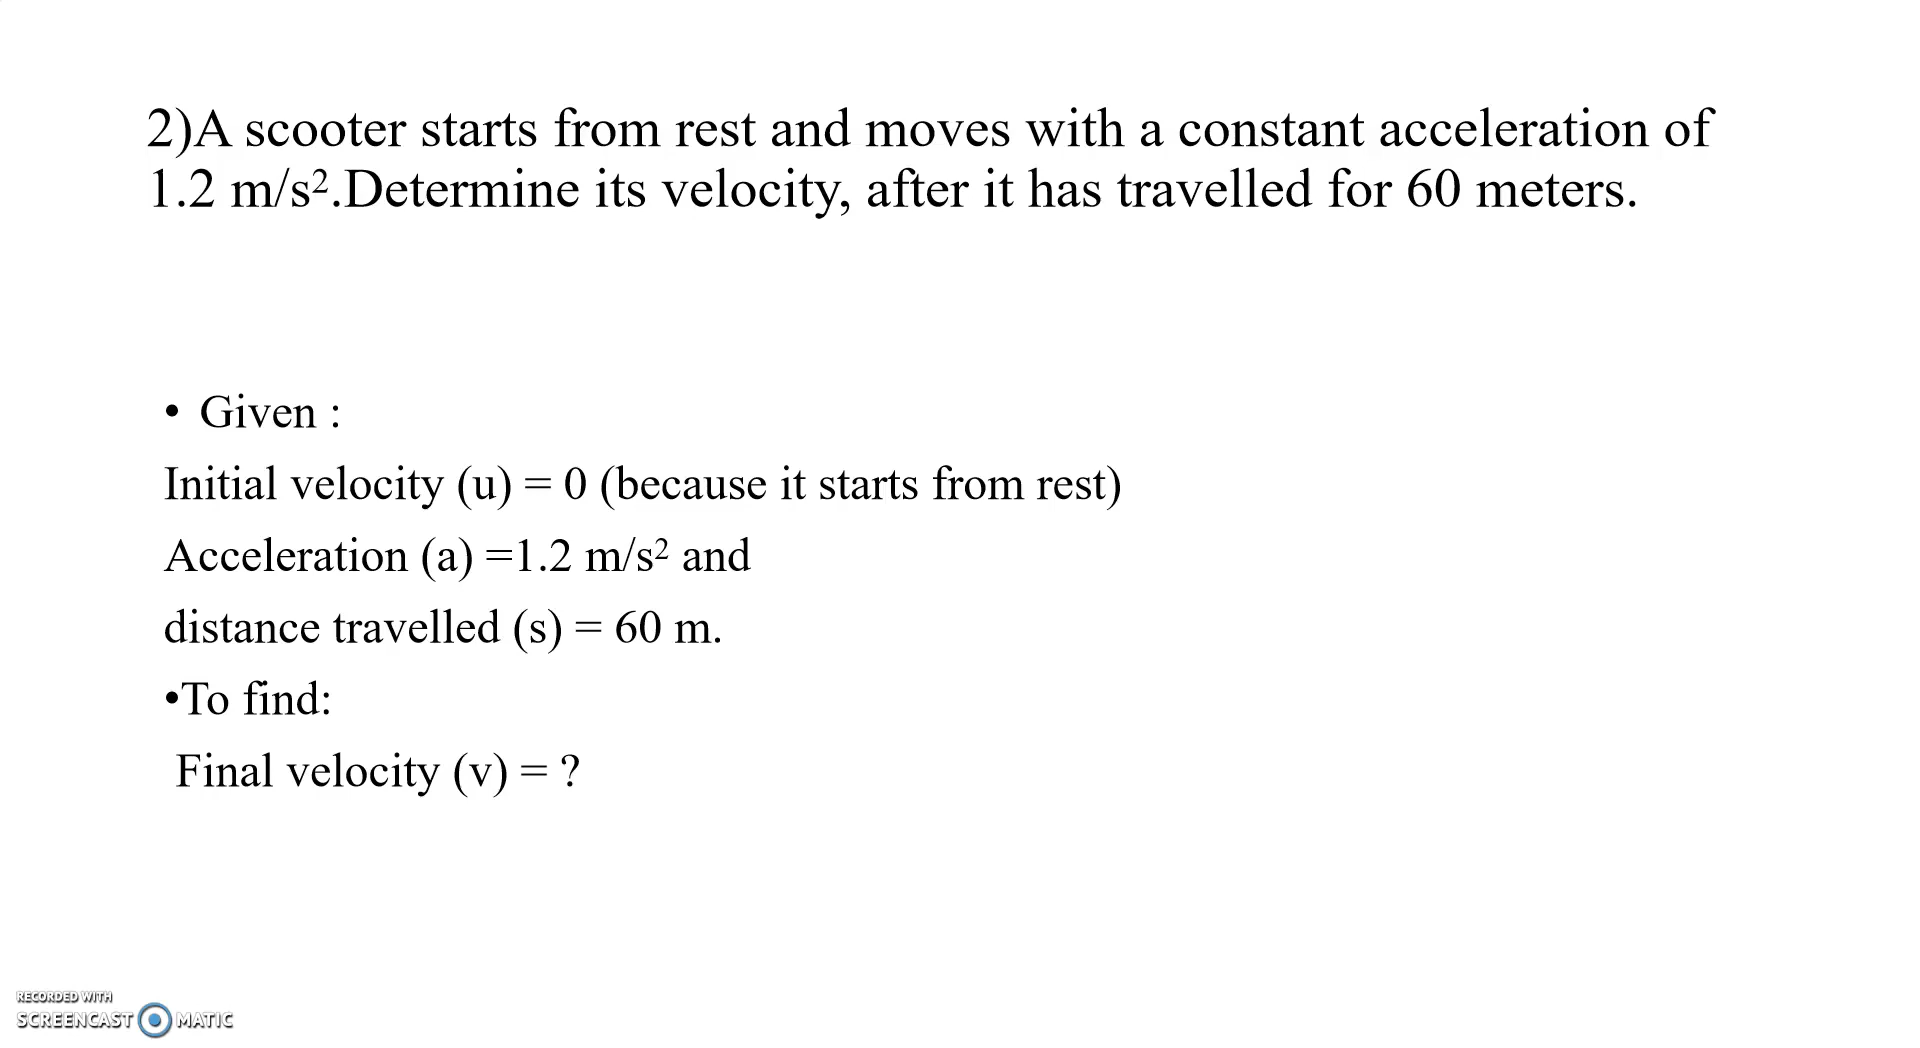 2)A scooter starts from rest and moves with a constant acceleration of
1.2 m/s².Determine its velocity, after it has travelled for 60 meters.
• Given :
Initial velocity (u) = 0 (because it starts from rest)
Acceleration (a) =1.2 m/s² and
distance travelled (s) = 60 m.
•To find:
Final velocity (v) = ?
RECORDED WITH
SCREENCAST MATIC